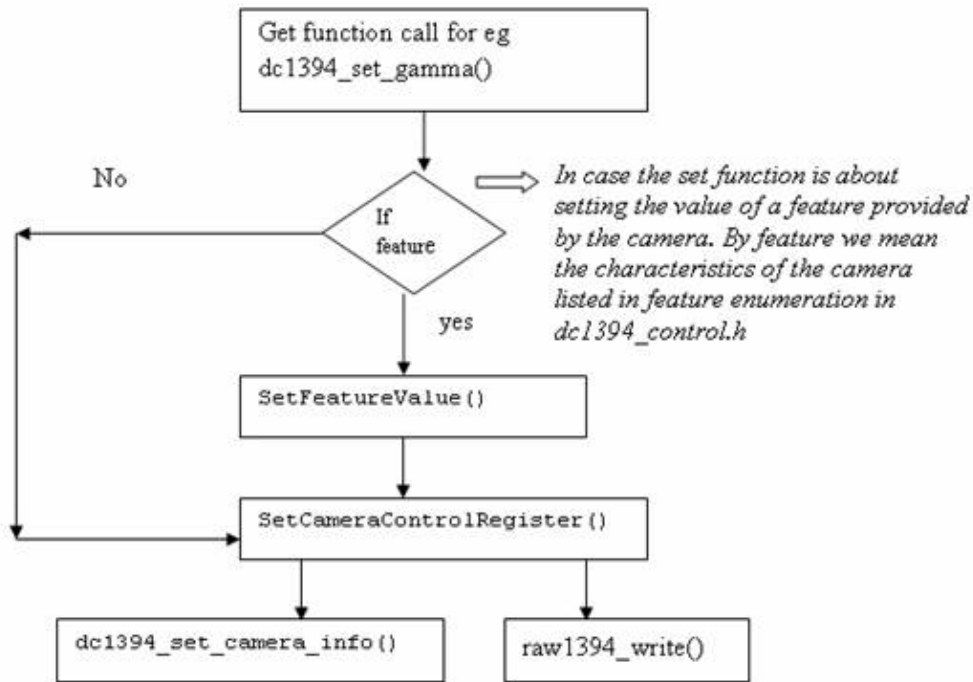 Get function call for eg
dc1394_set_gamma()
No
If
feature
In case the set function is about
setting the value of a feature provided
by the camera. By feature we mean
the characteristics of the camera
listed in feature enumeration in
dc1394_control.h
yes
SetFeatureValue()
SetCameraControlRegister()
dc1394_set_camera_info()
raw1394_write()